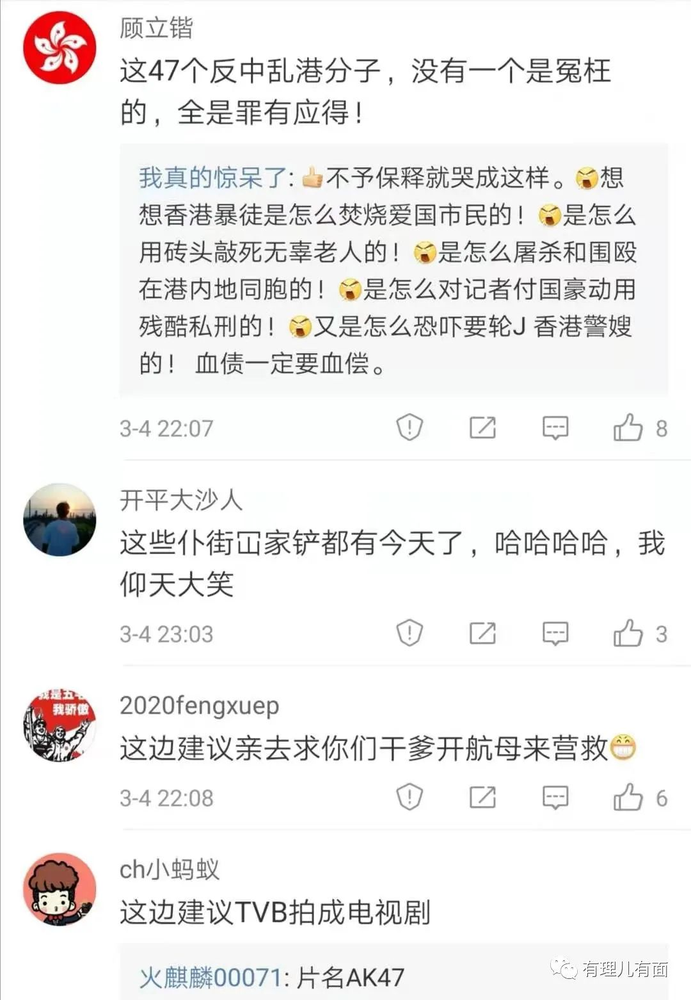 顾立锴
这47个反中乱港分子，没有一个是冤枉
的，全是罪有应得！
我真的惊呆了:👍不予保释就哭成这样。想
想香港暴徒是怎么焚烧爱国市民的！是怎么
用砖头敲死无辜老人的！是怎么屠杀和围殴
在港内地同胞的！是怎么对记者付国豪动用
残酷私刑的！又是怎么恐吓要轮J 香港警嫂
的！ 血债一定要血偿。
3-4 22:07
8
开平大沙人
这些仆街冚家铲都有今天了，哈哈哈哈，我
仰天大笑
3-4 23:03
3
我是五毛
我骄傲
2020fengxuep
这边建议亲去求你们干爹开航母来营救😁
3-4 22:08
6
ch小蚂蚁
这边建议TVB拍成电视剧
火麒麟00071: 片名AK47
有理儿有面